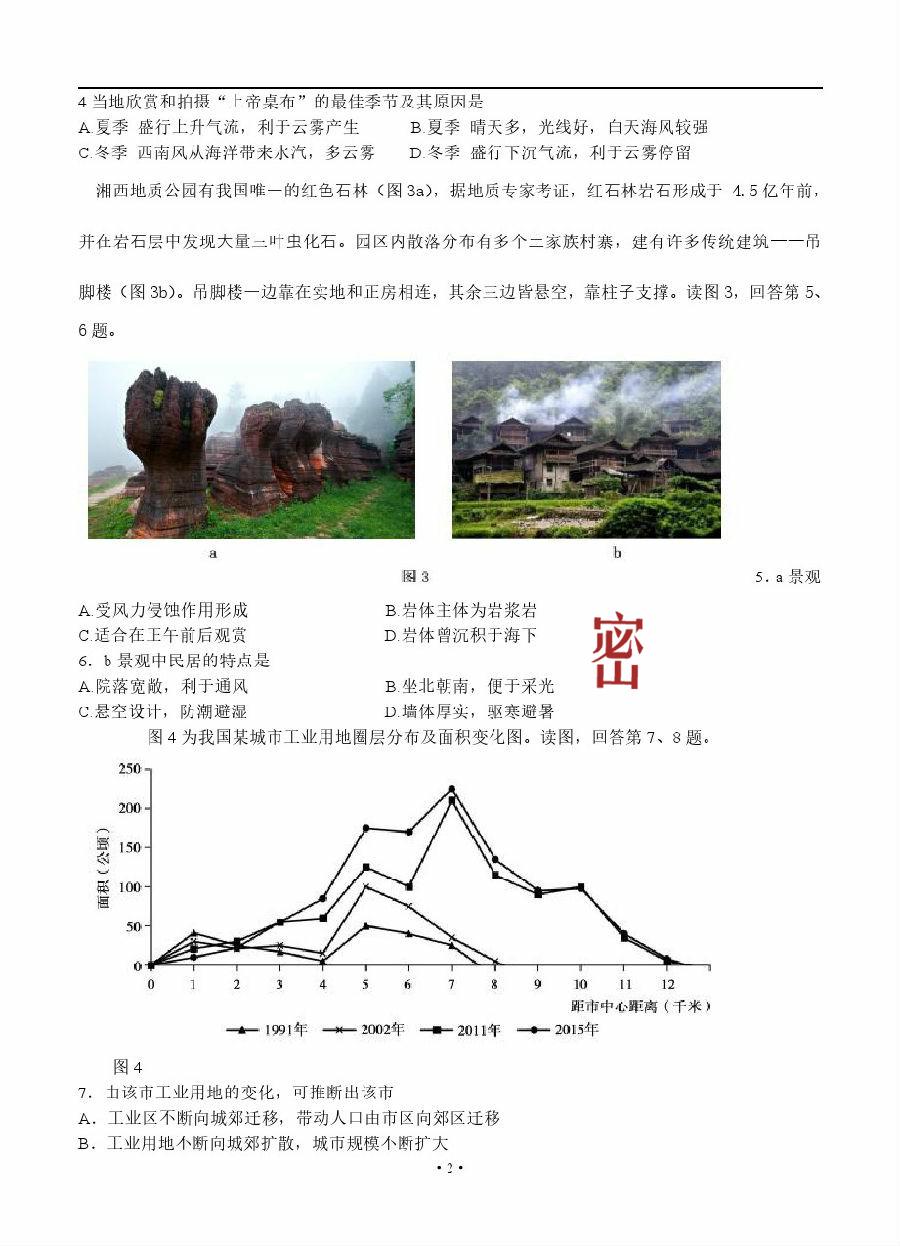 4 当地欣赏和拍摄“上帝桌布”的最佳季节及其原因是
A.夏季 盛行上升气流，利于云雾产生 B.夏季 晴天多，光线好，白天海风较强
C.冬季 西南风从海洋带来水汽，多云雾 D.冬季 盛行下沉气流，利于云雾停留
湘西地质公园有我国唯一的红色石林（图 3a），据地质专家考证，红石林岩石形成于 4.5 亿年前，
并在岩石层中发现大量三叶虫化石。园区内散落分布有多个土家族村寨，建有许多传统建筑——吊
脚楼（图 3b）。吊脚楼一边靠在实地和正房相连，其余三边皆悬空，靠柱子支撑。读图 3，回答第 5、
6 题。
a b
图 3 5．a 景观
A.受风力侵蚀作用形成 B.岩体主体为岩浆岩
C.适合在正午前后观赏 D.岩体曾沉积于海下
密
6．b 景观中民居的特点是
A.院落宽敞，利于通风 B.坐北朝南，便于采光
C.悬空设计，防潮避湿 D.墙体厚实，驱寒避暑
图 4 为我国某城市工业用地圈层分布及面积变化图。读图，回答第 7、8 题。
250
200
150
100
50
0
面积（公顷）
0 1 2 3 4 5 6 7 8 9 10 11 12
距市中心距离（千米）
1991年 2002年 2011年 2015年
图 4
7．由该市工业用地的变化，可推断出该市
A．工业区不断向城郊迁移，带动人口由市区向郊区迁移
B．工业用地不断向城郊扩散，城市规模不断扩大
·2·